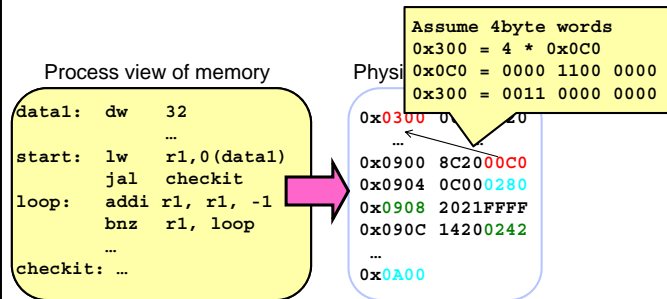 Assume 4byte words
0x300 = 4 * 0x0C0
0x0C0 = 0000 1100 0000
0x300 = 0011 0000 0000
Process view of memory
data1: dw 32
…
start: lw r1,0(data1)
jal checkit
loop: addi r1, r1, -1
bnz r1, loop
…
checkit: …
0x0300
…
0x0900 8C2000C0
0x0904 0C000280
0x0908 2021FFFF
0x090C 14200242
…
0x0A00